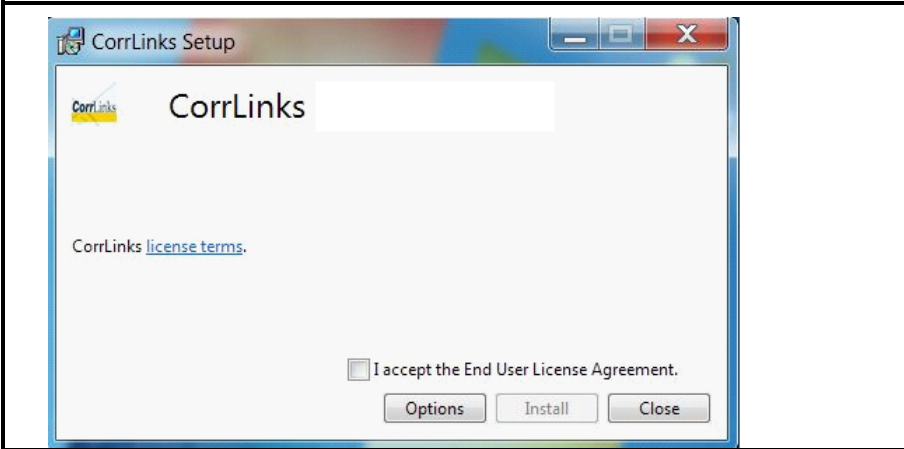 CorrLinks Setup
CorrLinks
CorrLinks
CorrLinks license terms.
I accept the End User License Agreement.
Options Install Close